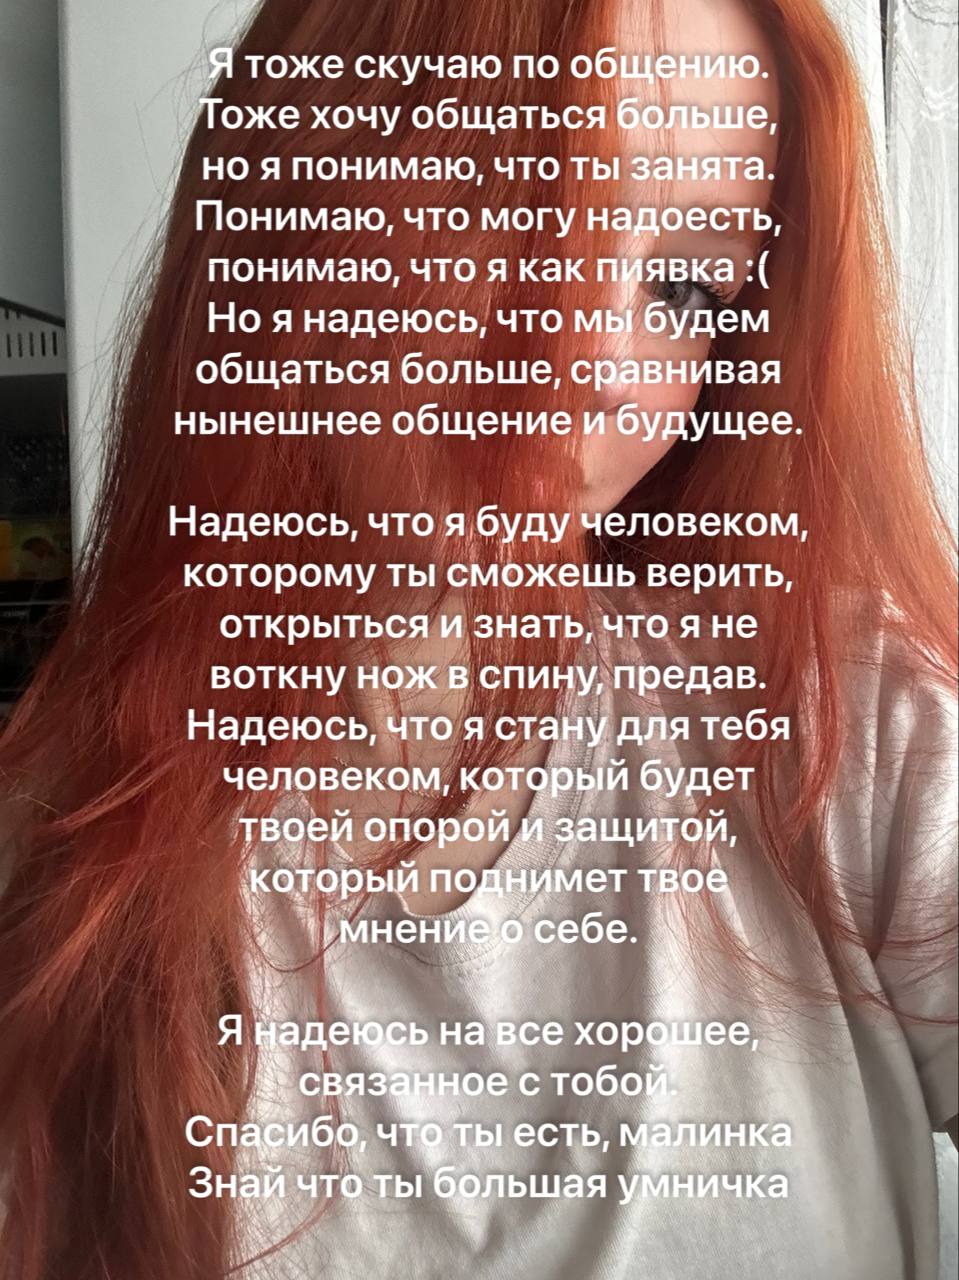 Я тоже скучаю по общению.
Тоже хочу общаться больше,
но я понимаю, что ты занята.
Понимаю, что могу надоесть,
понимаю, что я как пиявка :(
Но я надеюсь, что мы будем
общаться больше, сравнивая
нынешнее общение и будущее.
Надеюсь, что я буду человеком,
которому ты сможешь верить,
открыться и знать, что я не
воткну нож в спину, предав.
Надеюсь, что я стану для тебя
человеком, который будет
твоей опорой и защитой,
который поднимет твое
мнение о себе.
Я надеюсь на все хорошее,
связанное с тобой.
Спасибо, что ты есть, малинка
Знай что ты большая умничка